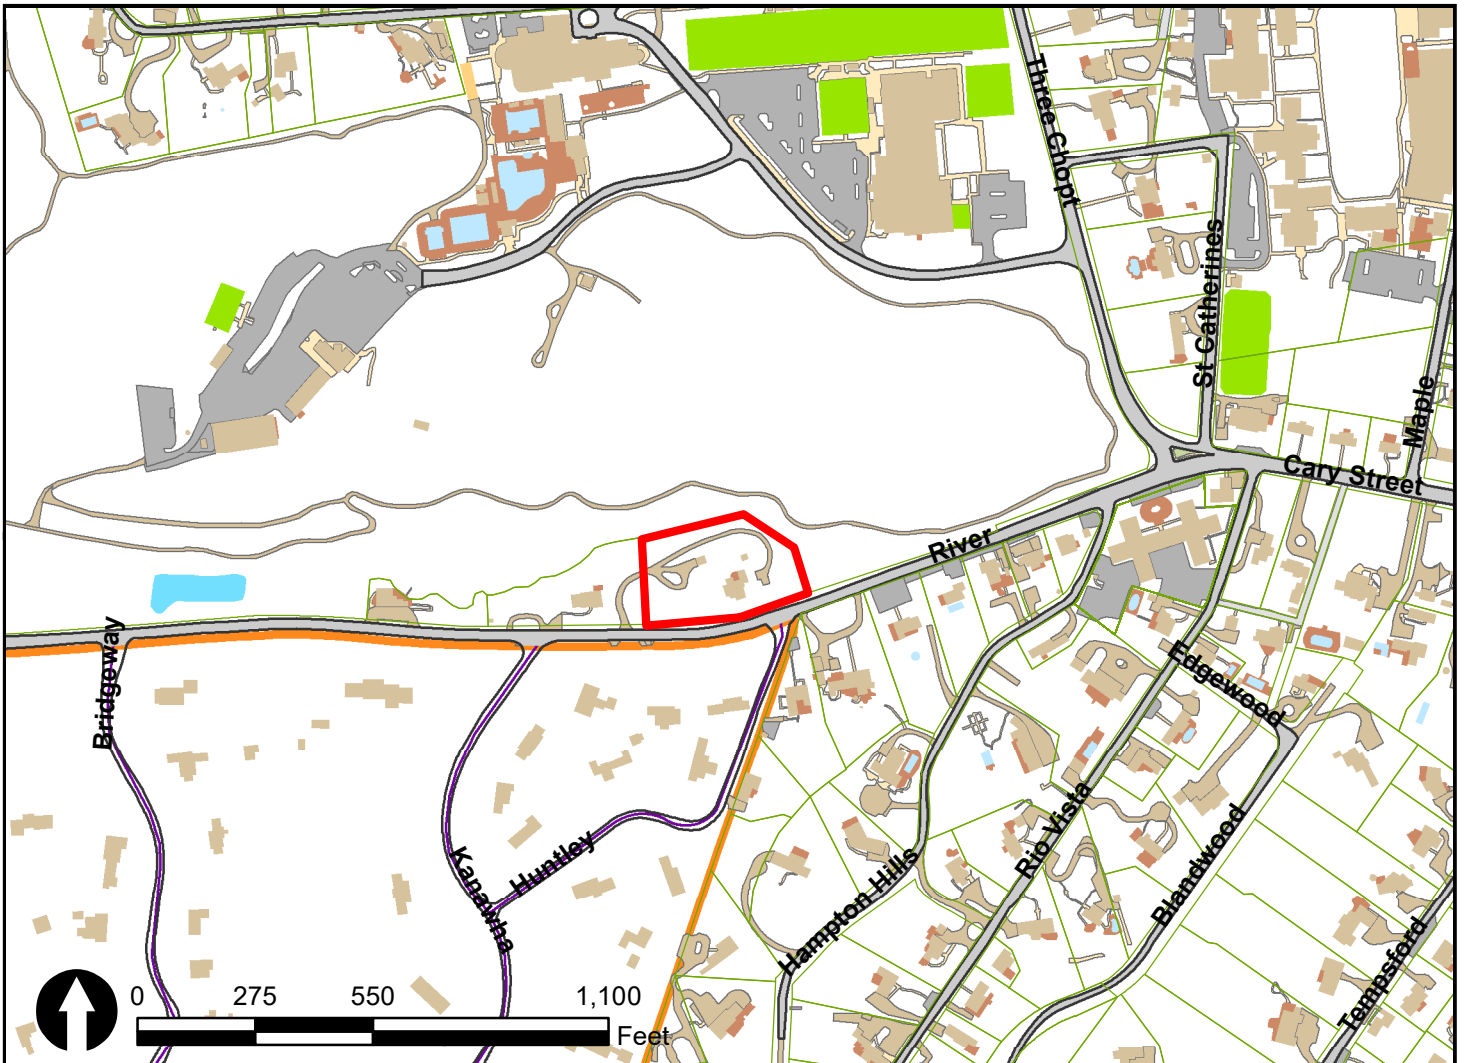 Three Chopt
St Catherines
Maple
Cary Street
River
Bridgeway
Edgewood
Kanawha
Huntley
Rio Vista
Hampton Hills
Blandwood
Tempsford
0 275 550 1,100
Feet